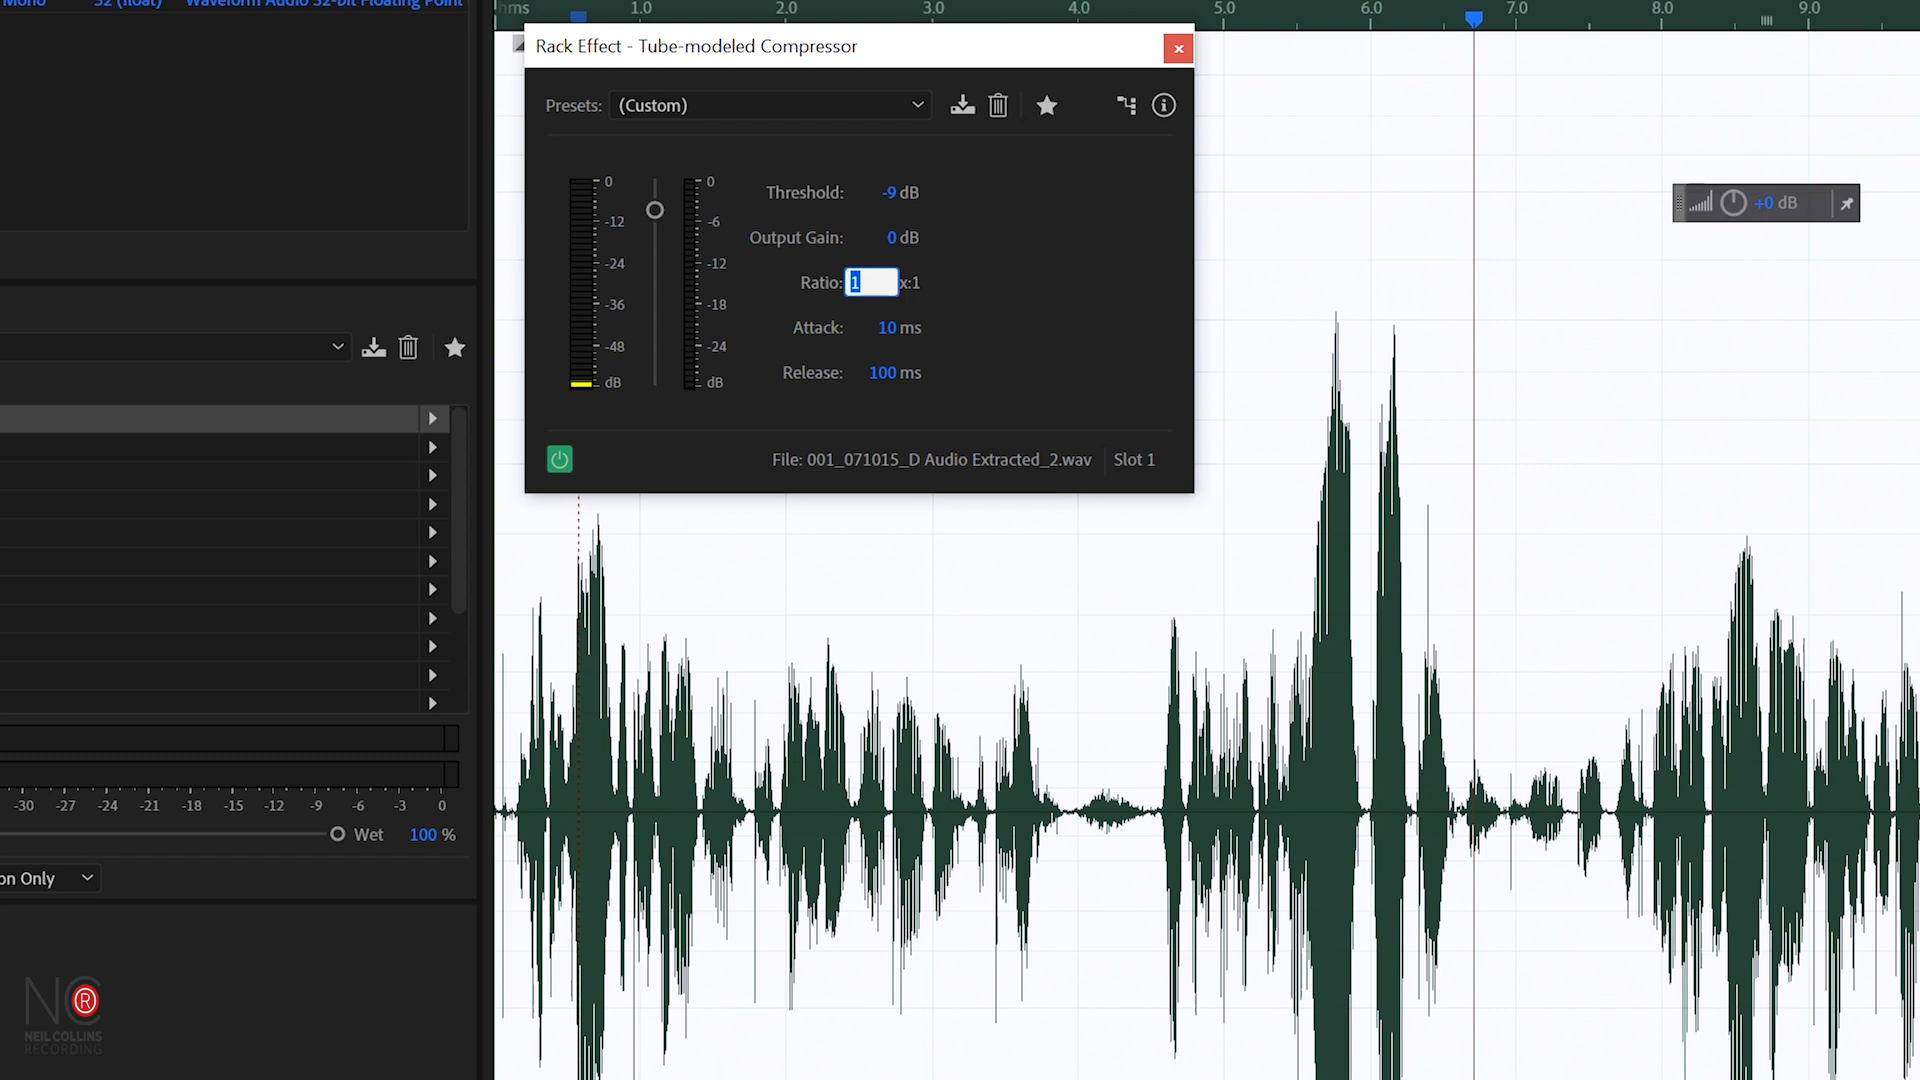 Mono 32 (float) Waveform Audio 32-bit Floating Point
hms 1.0 2.0 3.0 4.0 5.0 6.0 7.0 8.0 9.0
Rack Effect - Tube-modeled Compressor
x
Presets: (Custom)
0 0
-12 -6
-24 -12
-36 -18
-48 -24
dB dB
Threshold: -9 dB
Output Gain: 0 dB
Ratio: 1 x:1
Attack: 10 ms
Release: 100 ms
File: 001_071015_D Audio Extracted_2.wav Slot 1
+0 dB
-30 -27 -24 -21 -18 -15 -12 -9 -6 -3 0
Wet 100 %
on Only
NC R
NEIL COLLINS
RECORDING